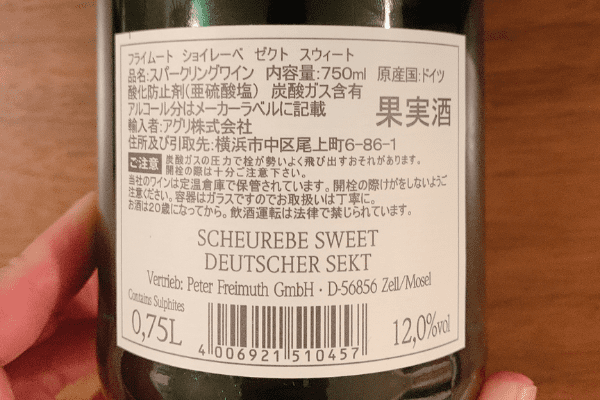 フライムート ショイレーベ ゼクト スウィート
品名:スパークリングワイン 内容量:750ml 原産国:ドイツ
酸化防止剤(亜硫酸塩) 炭酸ガス含有
アルコール分はメーカーラベルに記載
果実酒
輸入者:アグリ株式会社
住所及び引取先:横浜市中区尾上町6-86-1
ご注意 炭酸ガスの圧力で栓が勢いよく飛び出すおそれがあります。
開栓の際は十分ご注意下さい。
当社のワインは定温倉庫で保管されています。開栓の際けがをしないようご
注意ください。容器はガラスですのでお取扱いは丁寧に。
お酒は20歳になってから。飲酒運転は法律で禁じられています。
SCHEUREBE SWEET
DEUTSCHER SEKT
Vertrieb: Peter Freimuth GmbH · D-56856 Zell/Mosel
Contains Sulphites
0,75L
12,0%vol
4 006921 510457